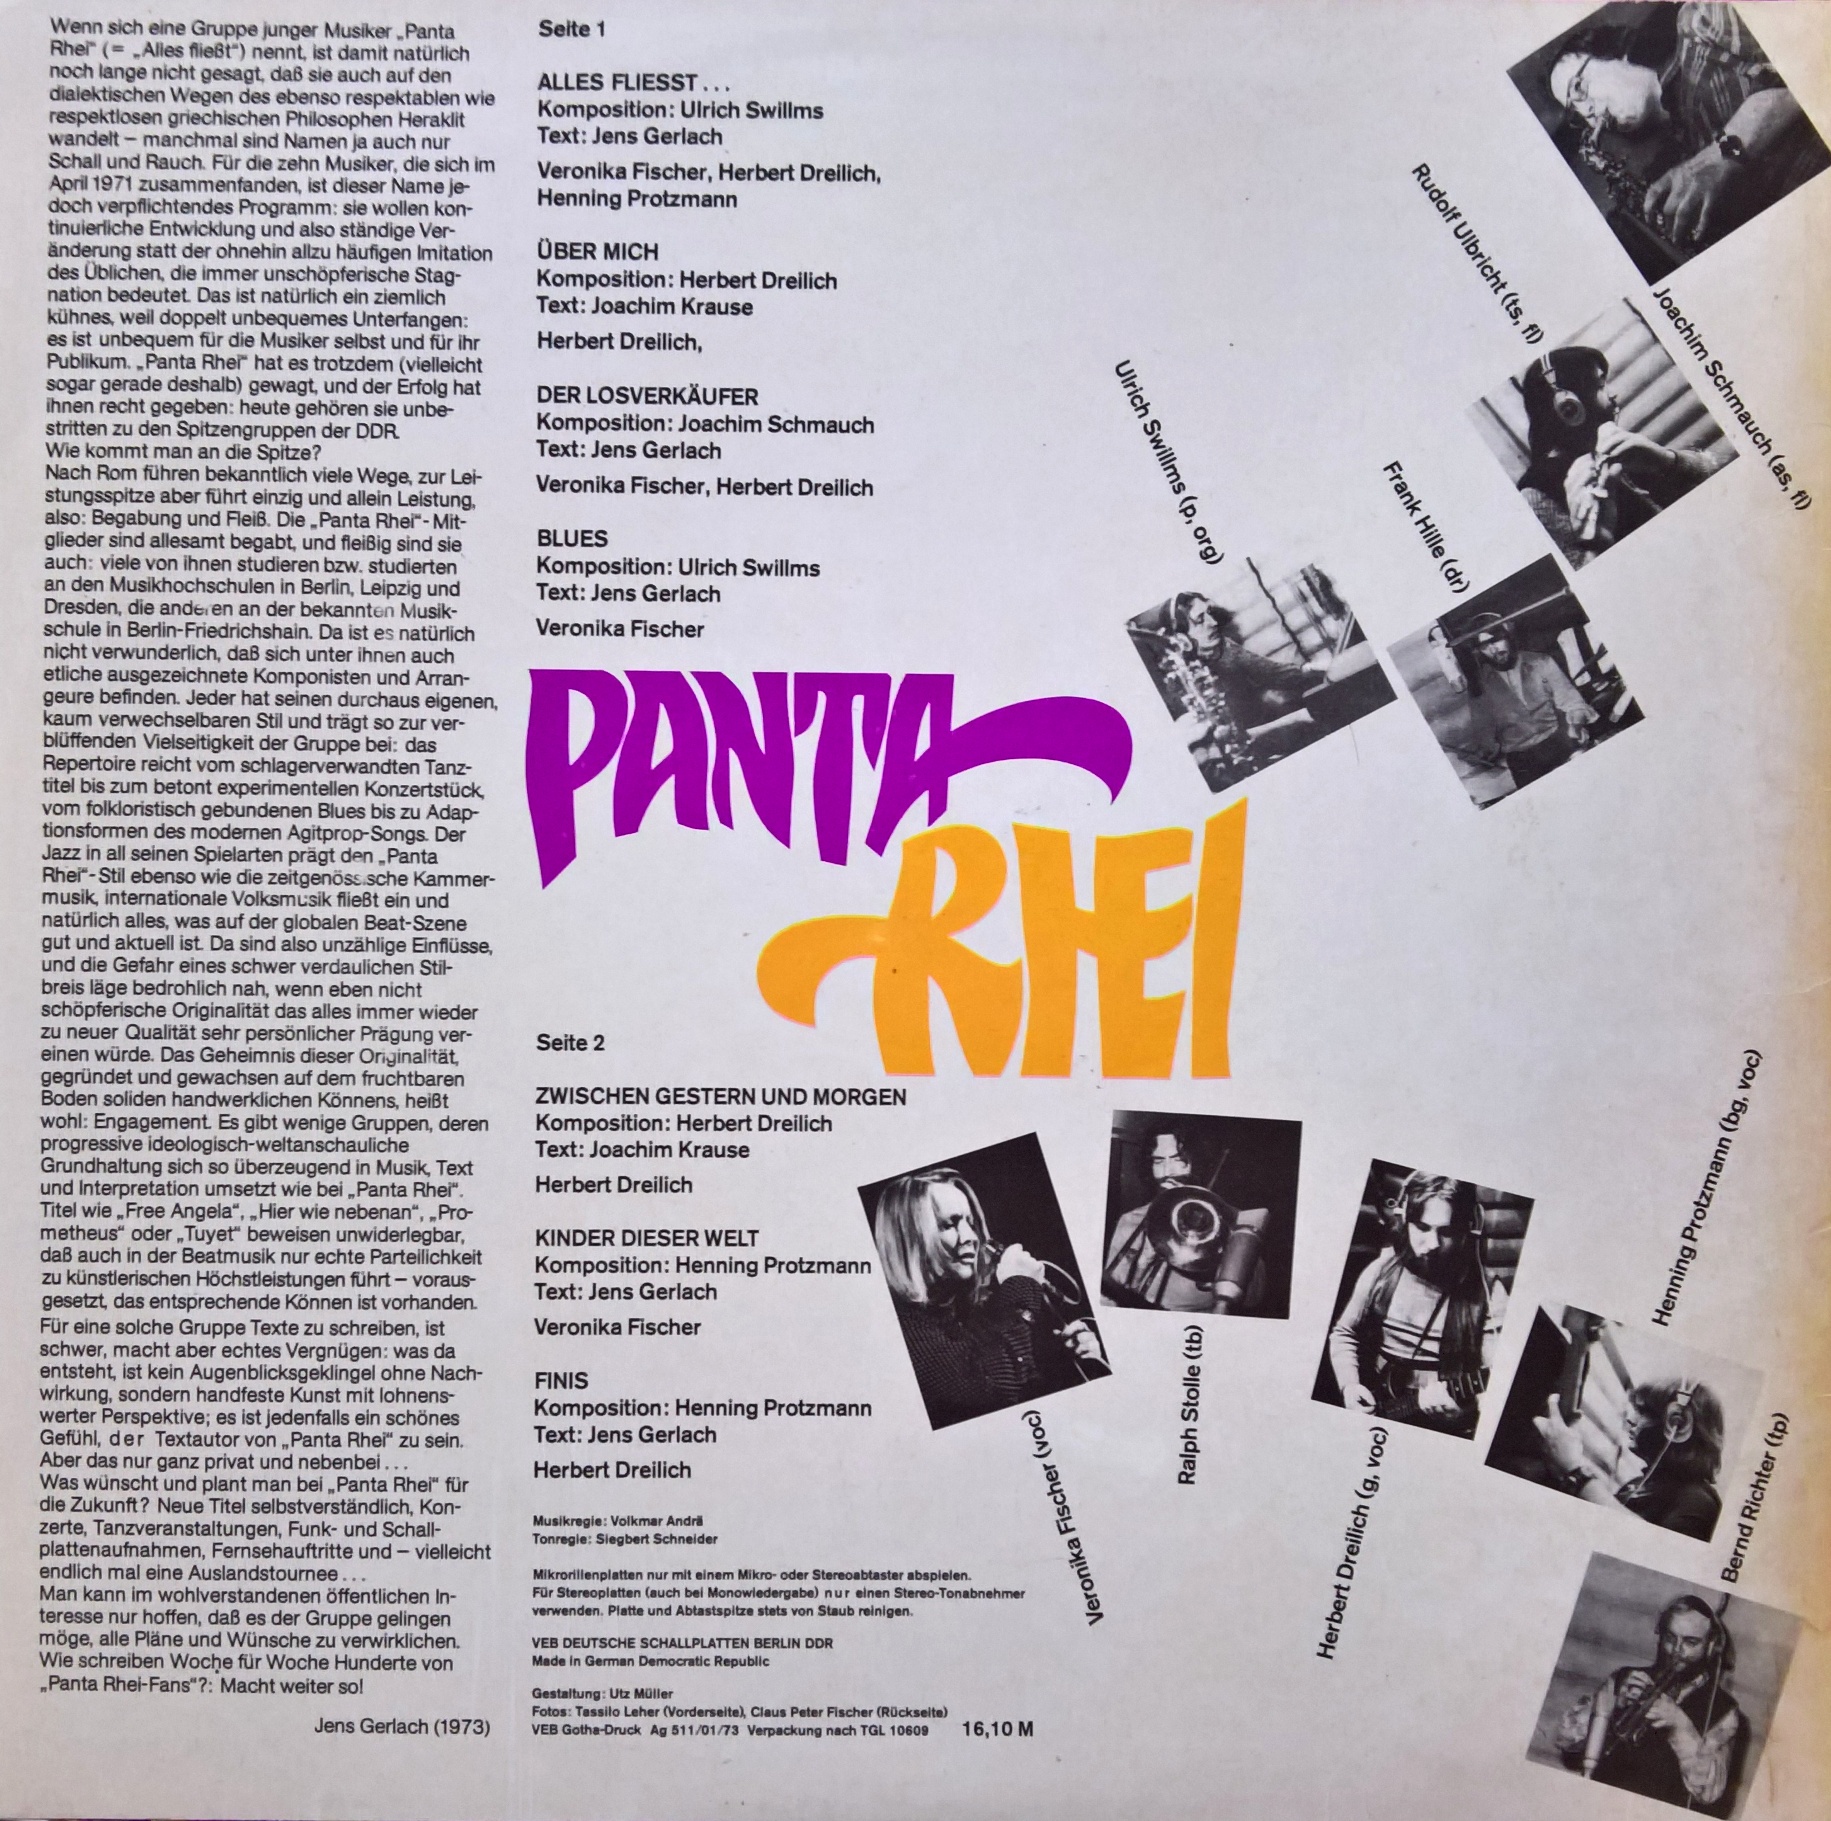 Wenn sich eine Gruppe junger Musiker „Panta
Rhei“ (= „Alles fließt“) nennt, ist damit natürlich
noch lange nicht gesagt, daß sie auch auf den
dialektischen Wegen des ebenso respektablen wie
respektlosen griechischen Philosophen Heraklit
wandelt – manchmal sind Namen ja auch nur
Schall und Rauch. Für die zehn Musiker, die sich im
April 1971 zusammenfanden, ist dieser Name je-
doch verpflichtendes Programm: sie wollen kon-
tinuierliche Entwicklung und also ständige Ver-
änderung statt der ohnehin allzu häufigen Imitation
des Üblichen, die immer unschöpferische Stag-
nation bedeutet. Das ist natürlich ein ziemlich
kühnes, weil doppelt unbequemes Unterfangen:
es ist unbequem für die Musiker selbst und für ihr
Publikum. „Panta Rhei“ hat es trotzdem (vielleicht
sogar gerade deshalb) gewagt, und der Erfolg hat
ihnen recht gegeben: heute gehören sie unbe-
stritten zu den Spitzengruppen der DDR.
Wie kommt man an die Spitze?
Nach Rom führen bekanntlich viele Wege, zur Lei-
stungsspitze aber führt einzig und allein Leistung,
also: Begabung und Fleiß. Die „Panta Rhei“- Mit-
glieder sind allesamt begabt, und fleißig sind sie
auch: viele von ihnen studieren bzw. studierten
an den Musikhochschulen in Berlin, Leipzig und
Dresden, die anderen an der bekannten Musik-
schule in Berlin-Friedrichshain. Da ist es natürlich
nicht verwunderlich, daß sich unter ihnen auch
etliche ausgezeichnete Komponisten und Arran-
geure befinden. Jeder hat seinen durchaus eigenen,
kaum verwechselbaren Stil und trägt so zur ver-
blüffenden Vielseitigkeit der Gruppe bei: das
Repertoire reicht vom schlagerverwandten Tanz-
titel bis zum betont experimentellen Konzertstück,
vom folkloristisch gebundenen Blues bis zu Adap-
tionsformen des modernen Agitprop-Songs. Der
Jazz in all seinen Spielarten prägt den „Panta
Rhei“- Stil ebenso wie die zeitgenössische Kammer-
musik, internationale Volksmusik fließt ein und
natürlich alles, was auf der globalen Beat-Szene
gut und aktuell ist. Da sind also unzählige Einflüsse,
und die Gefahr eines schwer verdaulichen Stil-
breis läge bedrohlich nah, wenn eben nicht
schöpferische Originalität das alles immer wieder
zu neuer Qualität sehr persönlicher Prägung ver-
einen würde. Das Geheimnis dieser Originalität,
gegründet und gewachsen auf dem fruchtbaren
Boden soliden handwerklichen Könnens, heißt
wohl: Engagement. Es gibt wenige Gruppen, deren
progressive ideologisch-weltanschauliche
Grundhaltung sich so überzeugend in Musik, Text
und Interpretation umsetzt wie bei „Panta Rhei“.
Titel wie „Free Angela“, „Hier wie nebenan“, „Pro-
metheus“ oder „Tuyet“ beweisen unwiderlegbar,
daß auch in der Beatmusik nur echte Parteilichkeit
zu künstlerischen Höchstleistungen führt – voraus-
gesetzt, das entsprechende Können ist vorhanden.
Für eine solche Gruppe Texte zu schreiben, ist
schwer, macht aber echtes Vergnügen: was da
entsteht, ist kein Augenblicksgeklingel ohne Nach-
wirkung, sondern handfeste Kunst mit lohnens-
werter Perspektive; es ist jedenfalls ein schönes
Gefühl, d e r Textautor von „Panta Rhei“ zu sein.
Aber das nur ganz privat und nebenbei . . .
Was wünscht und plant man bei „Panta Rhei“ für
die Zukunft? Neue Titel selbstverständlich, Kon-
zerte, Tanzveranstaltungen, Funk- und Schall-
plattenaufnahmen, Fernsehauftritte und – vielleicht
endlich mal eine Auslandstournee . . .
Man kann im wohlverstandenen öffentlichen In-
teresse nur hoffen, daß es der Gruppe gelingen
möge, alle Pläne und Wünsche zu verwirklichen.
Wie schreiben Woche für Woche Hunderte von
„Panta Rhei-Fans“?: Macht weiter so!
Jens Gerlach (1973)
Seite 1
ALLES FLIESST . . .
Komposition: Ulrich Swillms
Text: Jens Gerlach
Veronika Fischer, Herbert Dreilich,
Henning Protzmann
ÜBER MICH
Komposition: Herbert Dreilich
Text: Joachim Krause
Herbert Dreilich,
DER LOSVERKÄUFER
Komposition: Joachim Schmauch
Text: Jens Gerlach
Veronika Fischer, Herbert Dreilich
BLUES
Komposition: Ulrich Swillms
Text: Jens Gerlach
Veronika Fischer
PANTA
RHEI
Seite 2
ZWISCHEN GESTERN UND MORGEN
Komposition: Herbert Dreilich
Text: Joachim Krause
Herbert Dreilich
KINDER DIESER WELT
Komposition: Henning Protzmann
Text: Jens Gerlach
Veronika Fischer
FINIS
Komposition: Henning Protzmann
Text: Jens Gerlach
Herbert Dreilich
Musikregie: Volkmar Andrä
Tonregie: Siegbert Schneider
Mikrorillenplatten nur mit einem Mikro- oder Stereoabtaster abspielen.
Für Stereoplatten (auch bei Monowiedergabe) n u r einen Stereo-Tonabnehmer
verwenden. Platte und Abtastspitze stets von Staub reinigen.
VEB DEUTSCHE SCHALLPLATTEN BERLIN DDR
Made in German Democratic Republic
Gestaltung: Utz Müller
Fotos: Tassilo Leher (Vorderseite), Claus Peter Fischer (Rückseite)
VEB Gotha-Druck Ag 511/01/73 Verpackung nach TGL 10609 16,10 M
Joachim Schmauch (as, fl)
Rudolf Ulbricht (ts, fl)
Frank Hille (dr)
Ulrich Swillms (p, org)
Veronika Fischer (voc)
Ralph Stolle (tb)
Herbert Dreilich (g, voc)
Henning Protzmann (bg, voc)
Bernd Richter (tp)